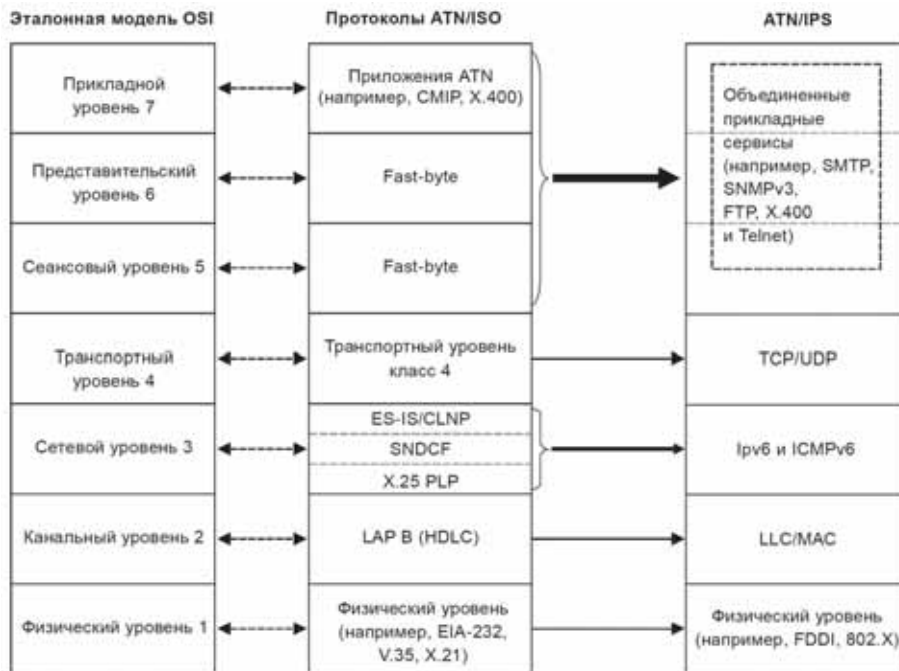 Эталонная модель OSI
Протоколы ATN/ISO
ATN/IPS
Прикладной
уровень 7
Приложения ATN
(например, CMIP, X.400)
Объединенные
прикладные
сервисы
(например, SMTP,
SNMPv3,
FTP, X.400
и Telnet)
Представительский
уровень 6
Fast-byte
Сеансовый уровень 5
Fast-byte
Транспортный
уровень 4
Транспортный уровень
класс 4
TCP/UDP
Сетевой уровень 3
ES-IS/CLNP
SNDCF
X.25 PLP
Ipv6 и ICMPv6
Канальный уровень 2
LAP B (HDLC)
LLC/MAC
Физический уровень 1
Физический уровень
(например, EIA-232,
V.35, X.21)
Физический уровень
(например, FDDI, 802.X)